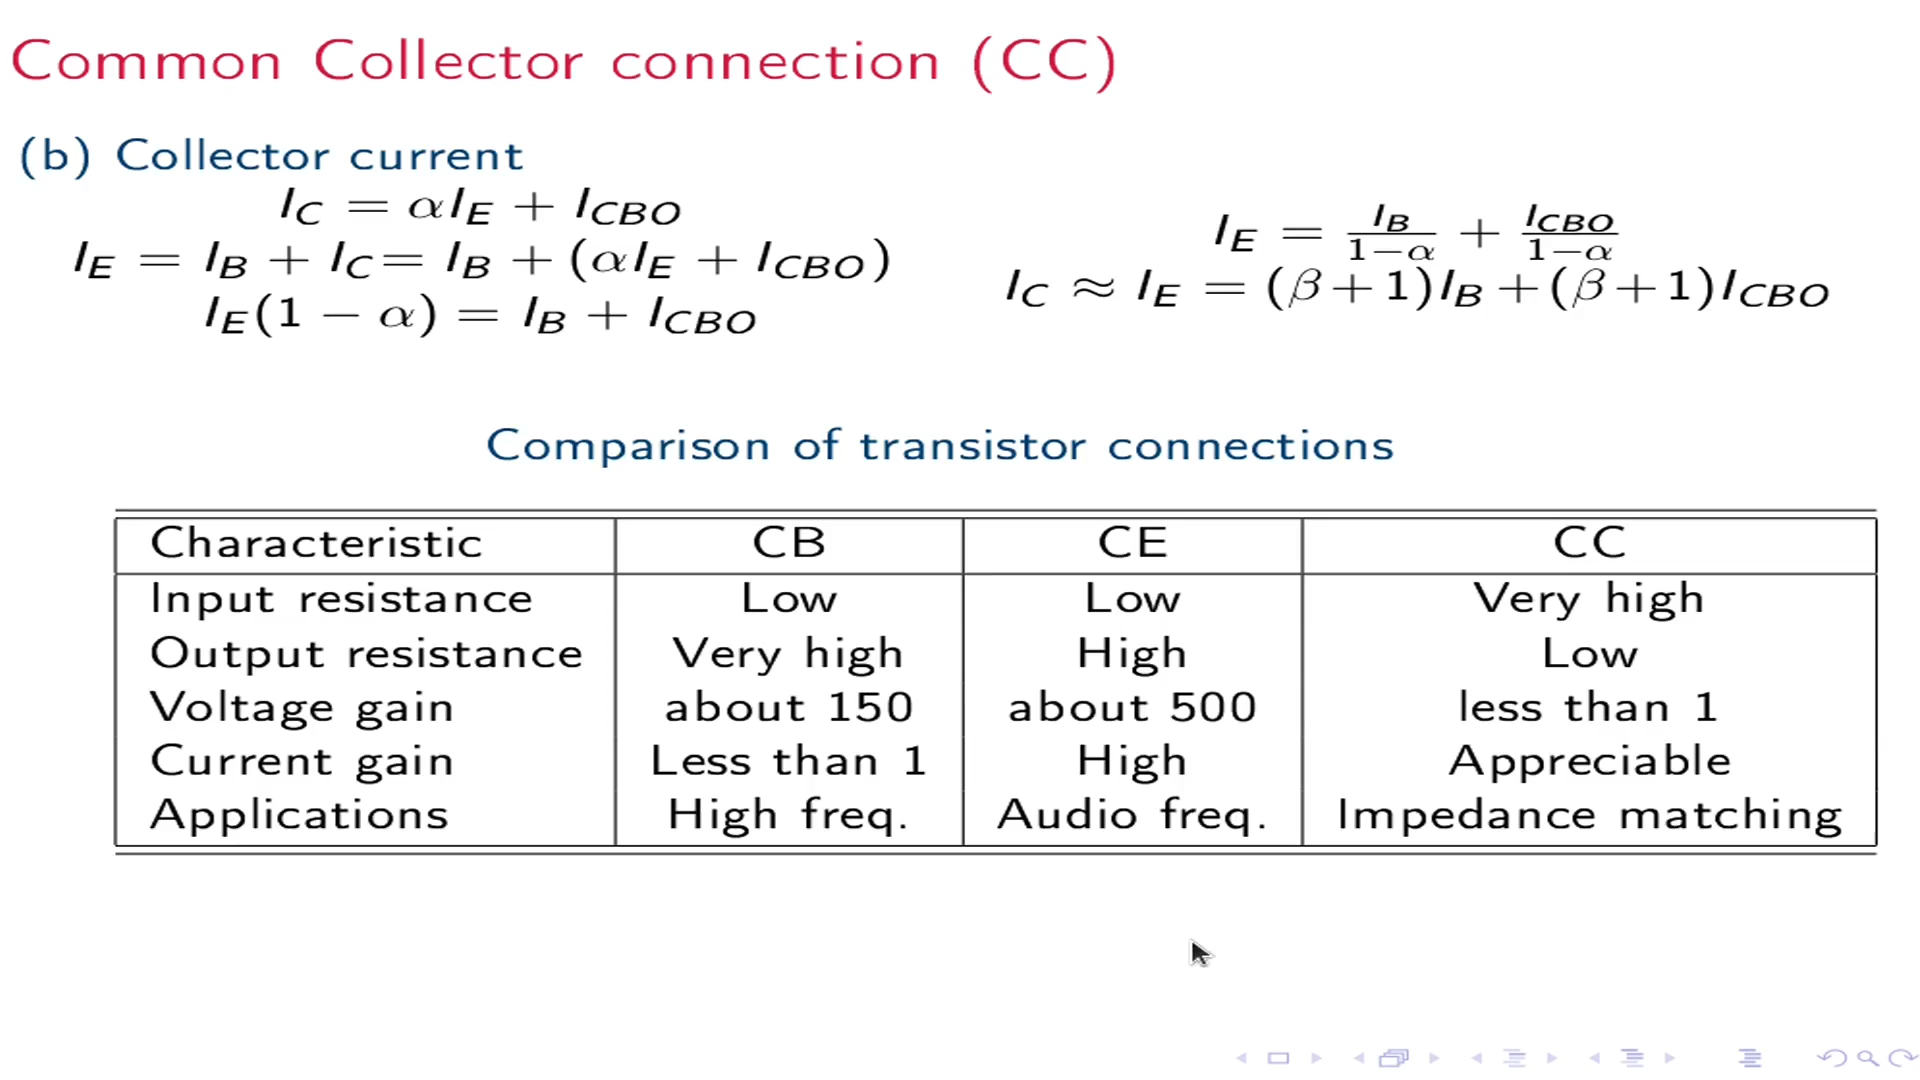 Common Collector connection (CC)
(b) Collector current
I_C = αI_E + I_CBO
I_E = I_B + I_C = I_B + (αI_E + I_CBO)
I_E(1 − α) = I_B + I_CBO
I_E = I_B/(1−α) + I_CBO/(1−α)
I_C ≈ I_E = (β+1)I_B + (β+1)I_CBO
Comparison of transistor connections
Characteristic CB CE CC
Input resistance Low Low Very high
Output resistance Very high High Low
Voltage gain about 150 about 500 less than 1
Current gain Less than 1 High Appreciable
Applications High freq. Audio freq. Impedance matching